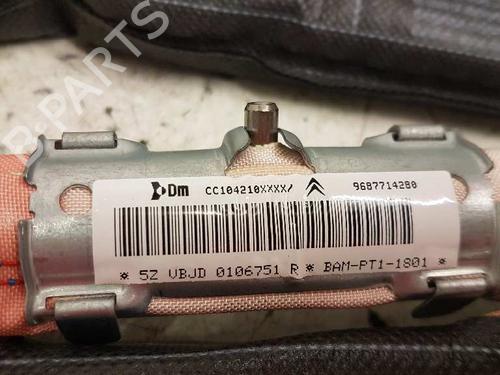 B-PARTS
Dm CC104210XXXX/ 9687714280
* 5Z VBJD 0106751 R * BAM-PT1-1801 *